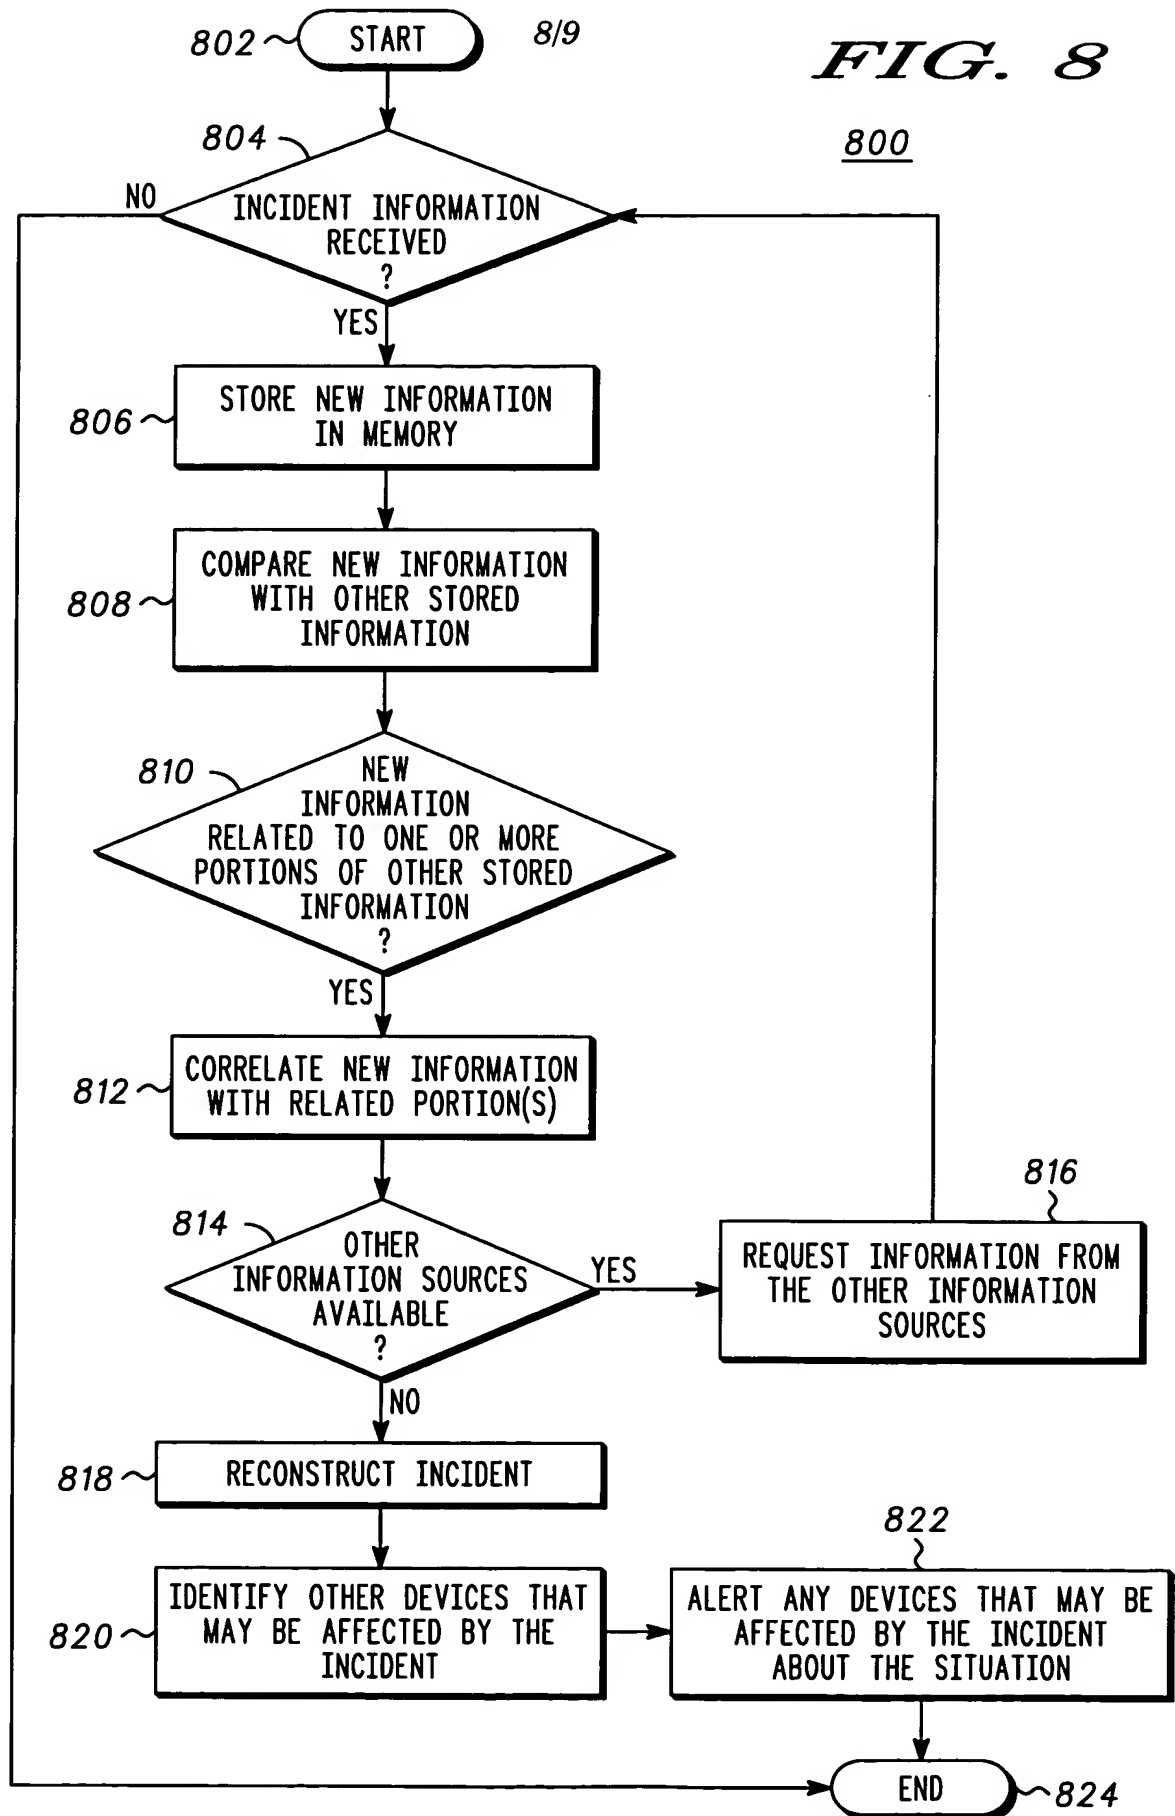 802
START
8/9
FIG. 8
800
804
NO
INCIDENT INFORMATION
RECEIVED
?
YES
806
STORE NEW INFORMATION
IN MEMORY
808
COMPARE NEW INFORMATION
WITH OTHER STORED
INFORMATION
810
NEW
INFORMATION
RELATED TO ONE OR MORE
PORTIONS OF OTHER STORED
INFORMATION
?
YES
812
CORRELATE NEW INFORMATION
WITH RELATED PORTION(S)
814
OTHER
INFORMATION SOURCES
AVAILABLE
?
YES
816
REQUEST INFORMATION FROM
THE OTHER INFORMATION
SOURCES
NO
818
RECONSTRUCT INCIDENT
820
IDENTIFY OTHER DEVICES THAT
MAY BE AFFECTED BY THE
INCIDENT
822
ALERT ANY DEVICES THAT MAY BE
AFFECTED BY THE INCIDENT
ABOUT THE SITUATION
END
824